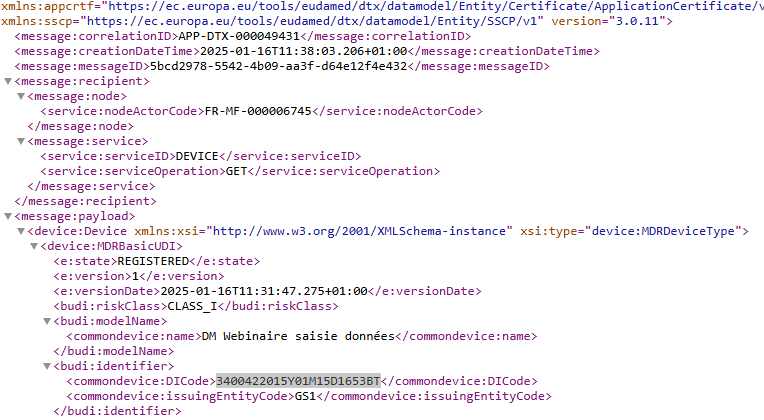 xmlns:appcrtf="https://ec.europa.eu/tools/eudamed/dtx/datamodel/Entity/Certificate/ApplicationCertificate/v
xmlns:sscp="https://ec.europa.eu/tools/eudamed/dtx/datamodel/Entity/SSCP/v1" version="3.0.11">
<message:correlationID>APP-DTX-000049431</message:correlationID>
<message:creationDateTime>2025-01-16T11:38:03.206+01:00</message:creationDateTime>
<message:messageID>5bcd2978-5542-4b09-aa3f-d64e12f4e432</message:messageID>
<message:recipient>
<message:node>
<service:nodeActorCode>FR-MF-000006745</service:nodeActorCode>
</message:node>
<message:service>
<service:serviceID>DEVICE</service:serviceID>
<service:serviceOperation>GET</service:serviceOperation>
</message:service>
</message:recipient>
<message:payload>
<device:Device xmlns:xsi="http://www.w3.org/2001/XMLSchema-instance" xsi:type="device:MDRDeviceType">
<device:MDRBasicUDI>
<e:state>REGISTERED</e:state>
<e:version>1</e:version>
<e:versionDate>2025-01-16T11:31:47.275+01:00</e:versionDate>
<budi:riskClass>CLASS_I</budi:riskClass>
<budi:modelName>
<commondevice:name>DM Webinaire saisie données</commondevice:name>
</budi:modelName>
<budi:identifier>
<commondevice:DICode>3400422015Y01M15D1653BT</commondevice:DICode>
<commondevice:issuingEntityCode>GS1</commondevice:issuingEntityCode>
</budi:identifier>